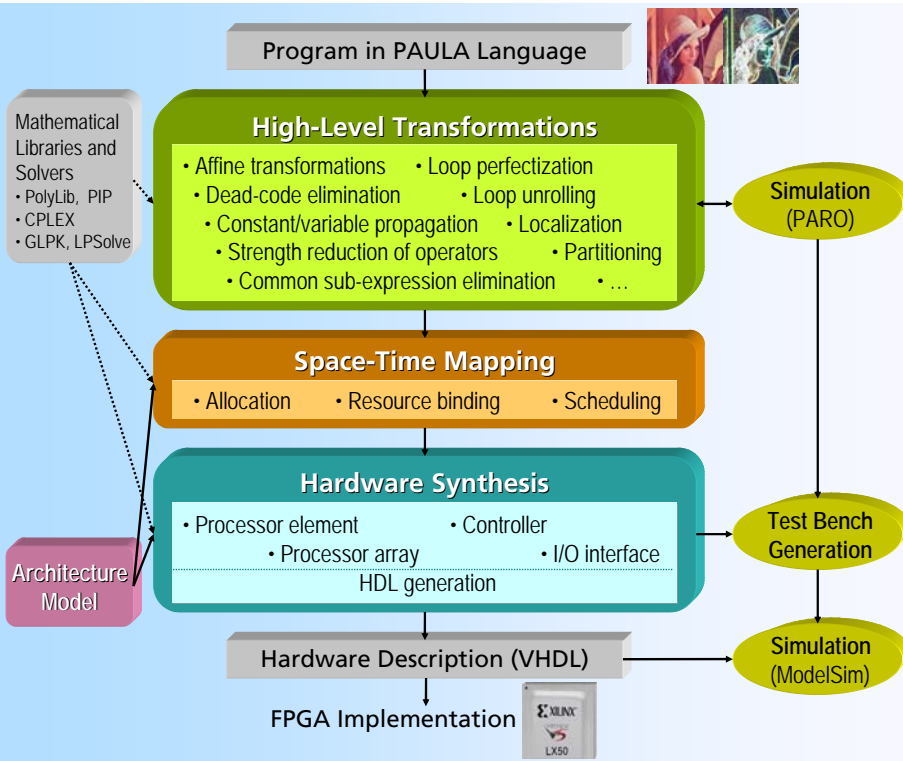 Program in PAULA Language
Mathematical
Libraries and
Solvers
• PolyLib, PIP
• CPLEX
• GLPK, LPSolve
High-Level Transformations
• Affine transformations • Loop perfectization
• Dead-code elimination • Loop unrolling
• Constant/variable propagation • Localization
• Strength reduction of operators • Partitioning
• Common sub-expression elimination • …
Simulation
(PARO)
Space-Time Mapping
• Allocation • Resource binding • Scheduling
Hardware Synthesis
• Processor element • Controller
• Processor array • I/O interface
HDL generation
Architecture
Model
Test Bench
Generation
Hardware Description (VHDL)
Simulation
(ModelSim)
FPGA Implementation
XILINX
LX50